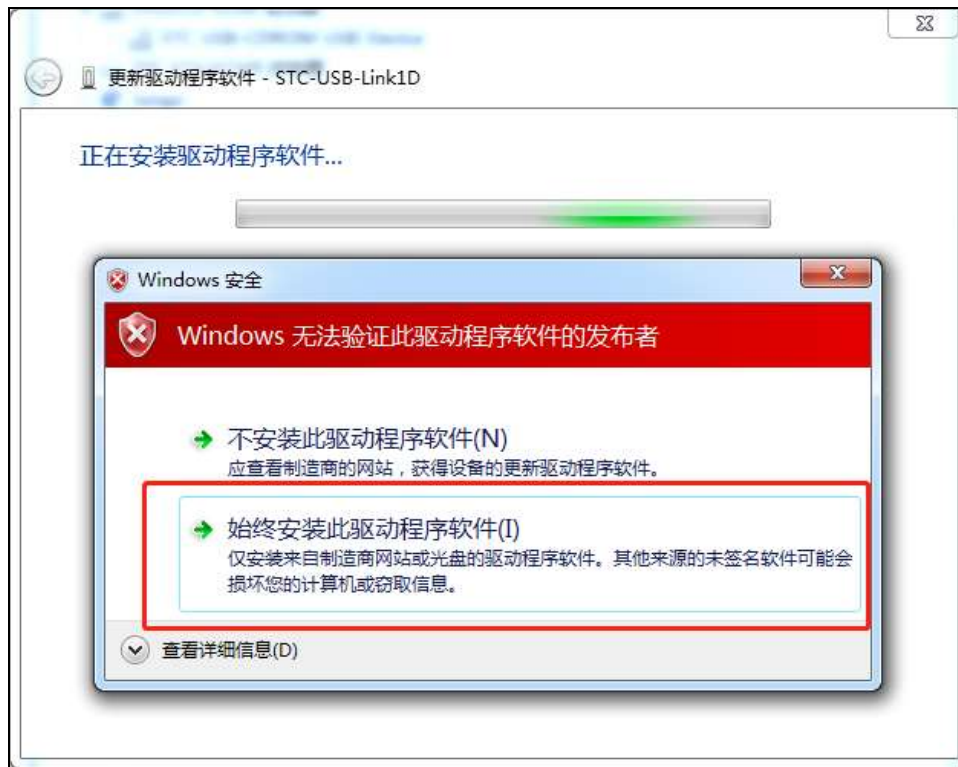 更新驱动程序软件 - STC-USB-Link1D
正在安装驱动程序软件...
Windows 安全
Windows 无法验证此驱动程序软件的发布者
不安装此驱动程序软件(N)
应查看制造商的网站，获得设备的更新驱动程序软件。
始终安装此驱动程序软件(I)
仅安装来自制造商网站或光盘的驱动程序软件。其他来源的未签名软件可能会
损坏您的计算机或窃取信息。
查看详细信息(D)